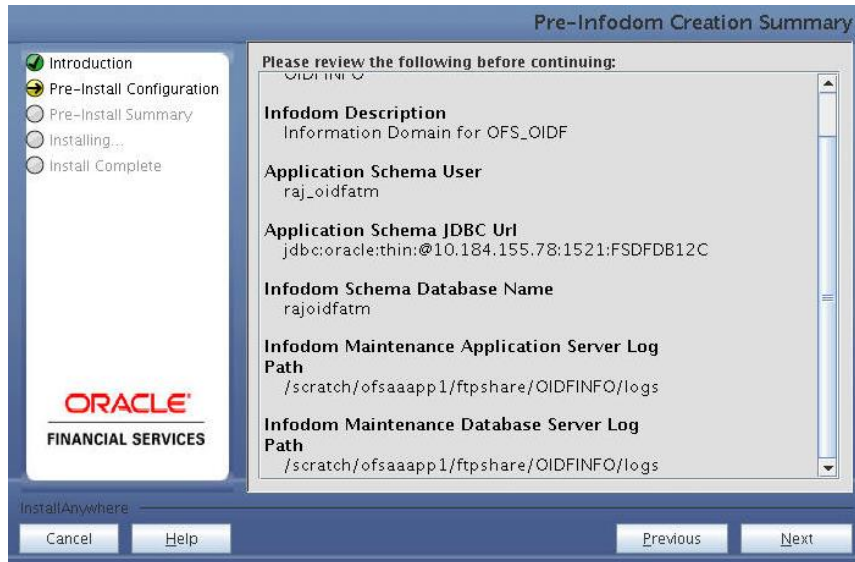 Pre-Infodom Creation Summary
Introduction
Pre-Install Configuration
Pre-Install Summary
Installing...
Install Complete
ORACLE®
FINANCIAL SERVICES
Please review the following before continuing:
OIDFINFO
Infodom Description
Information Domain for OFS_OIDF
Application Schema User
raj_oidfatm
Application Schema JDBC Url
jdbc:oracle:thin:@10.184.155.78:1521:FSDFDB12C
Infodom Schema Database Name
rajoidfatm
Infodom Maintenance Application Server Log
Path
/scratch/ofsaaapp1/ftpshare/OIDFINFO/logs
Infodom Maintenance Database Server Log
Path
/scratch/ofsaaapp1/ftpshare/OIDFINFO/logs
InstallAnywhere
Cancel
Help
Previous
Next